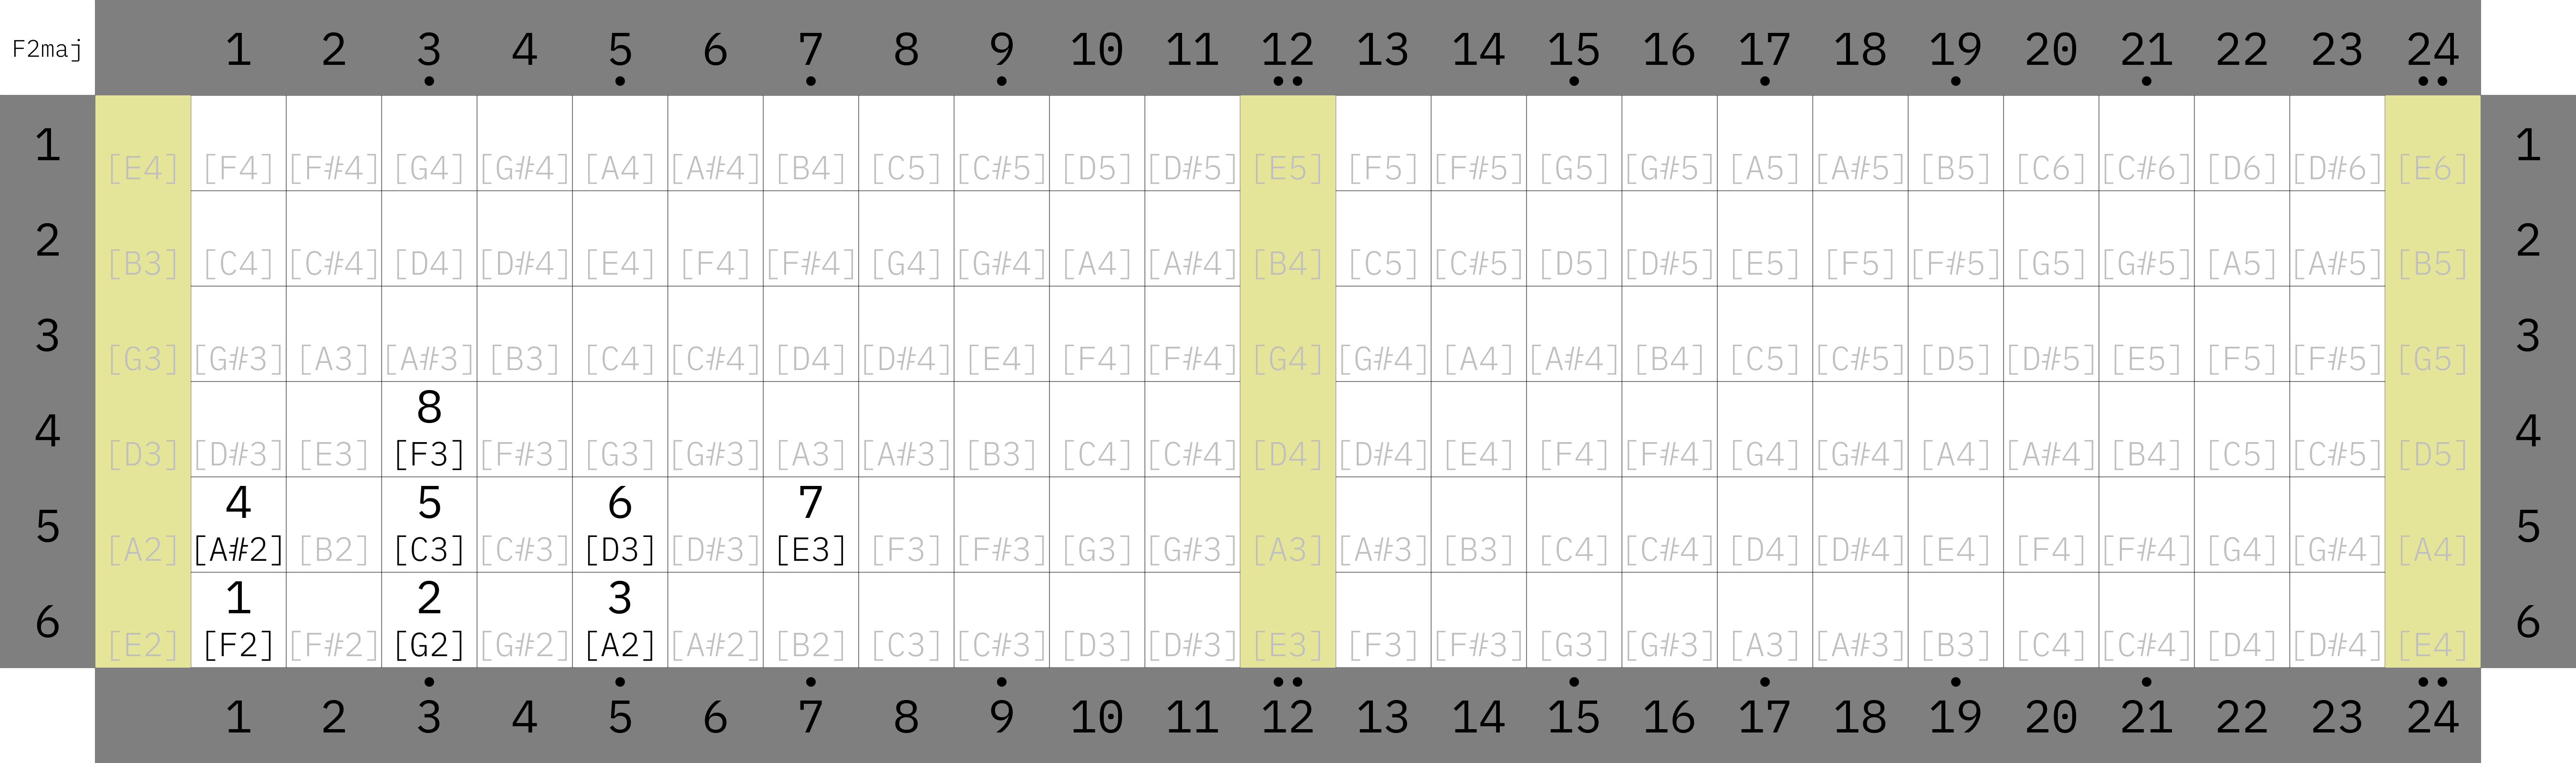 F2maj 1 2 3 4 5 6 7 8 9 10 11 12 13 14 15 16 17 18 19 20 21 22 23 24
1 [E4] [F4] [F#4] [G4] [G#4] [A4] [A#4] [B4] [C5] [C#5] [D5] [D#5] [E5] [F5] [F#5] [G5] [G#5] [A5] [A#5] [B5] [C6] [C#6] [D6] [D#6] [E6] 1
2 [B3] [C4] [C#4] [D4] [D#4] [E4] [F4] [F#4] [G4] [G#4] [A4] [A#4] [B4] [C5] [C#5] [D5] [D#5] [E5] [F5] [F#5] [G5] [G#5] [A5] [A#5] [B5] 2
3 [G3] [G#3] [A3] [A#3] [B3] [C4] [C#4] [D4] [D#4] [E4] [F4] [F#4] [G4] [G#4] [A4] [A#4] [B4] [C5] [C#5] [D5] [D#5] [E5] [F5] [F#5] [G5] 3
8
4 [D3] [D#3] [E3] [F3] [F#3] [G3] [G#3] [A3] [A#3] [B3] [C4] [C#4] [D4] [D#4] [E4] [F4] [F#4] [G4] [G#4] [A4] [A#4] [B4] [C5] [C#5] [D5] 4
4 5 6 7
5 [A2] [A#2] [B2] [C3] [C#3] [D3] [D#3] [E3] [F3] [F#3] [G3] [G#3] [A3] [A#3] [B3] [C4] [C#4] [D4] [D#4] [E4] [F4] [F#4] [G4] [G#4] [A4] 5
1 2 3
6 [E2] [F2] [F#2] [G2] [G#2] [A2] [A#2] [B2] [C3] [C#3] [D3] [D#3] [E3] [F3] [F#3] [G3] [G#3] [A3] [A#3] [B3] [C4] [C#4] [D4] [D#4] [E4] 6
1 2 3 4 5 6 7 8 9 10 11 12 13 14 15 16 17 18 19 20 21 22 23 24